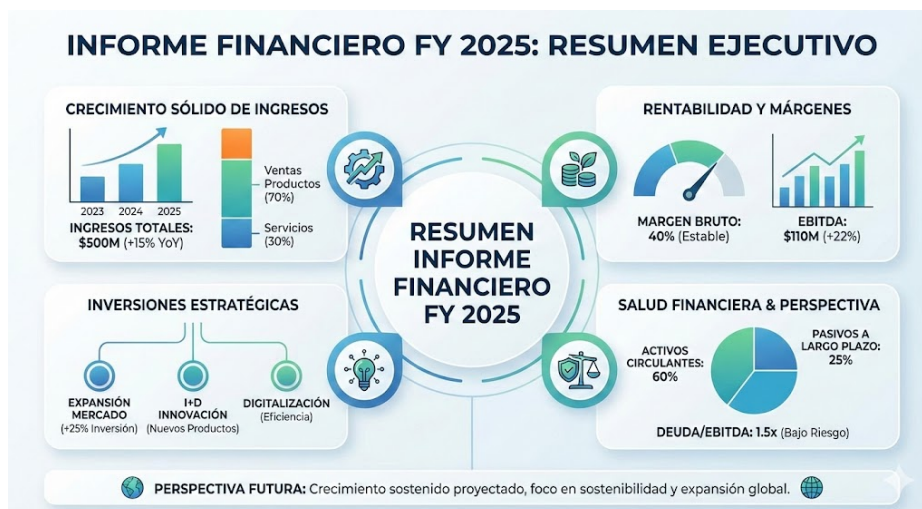 INFORME FINANCIERO FY 2025: RESUMEN EJECUTIVO
CRECIMIENTO SÓLIDO DE INGRESOS
2023 2024 2025
INGRESOS TOTALES:
$500M (+15% YoY)
Ventas
Productos
(70%)
Servicios
(30%)
RENTABILIDAD Y MÁRGENES
MARGEN BRUTO:
40% (Estable)
EBITDA:
$110M (+22%)
RESUMEN
INFORME
FINANCIERO
FY 2025
INVERSIONES ESTRATÉGICAS
EXPANSIÓN
MERCADO
(+25% Inversión)
I+D
INNOVACIÓN
(Nuevos Productos)
DIGITALIZACIÓN
(Eficiencia)
SALUD FINANCIERA & PERSPECTIVA
ACTIVOS
CIRCULANTES:
60%
PASIVOS A
LARGO PLAZO:
25%
DEUDA/EBITDA: 1.5x (Bajo Riesgo)
PERSPECTIVA FUTURA: Crecimiento sostenido proyectado, foco en sostenibilidad y expansión global.